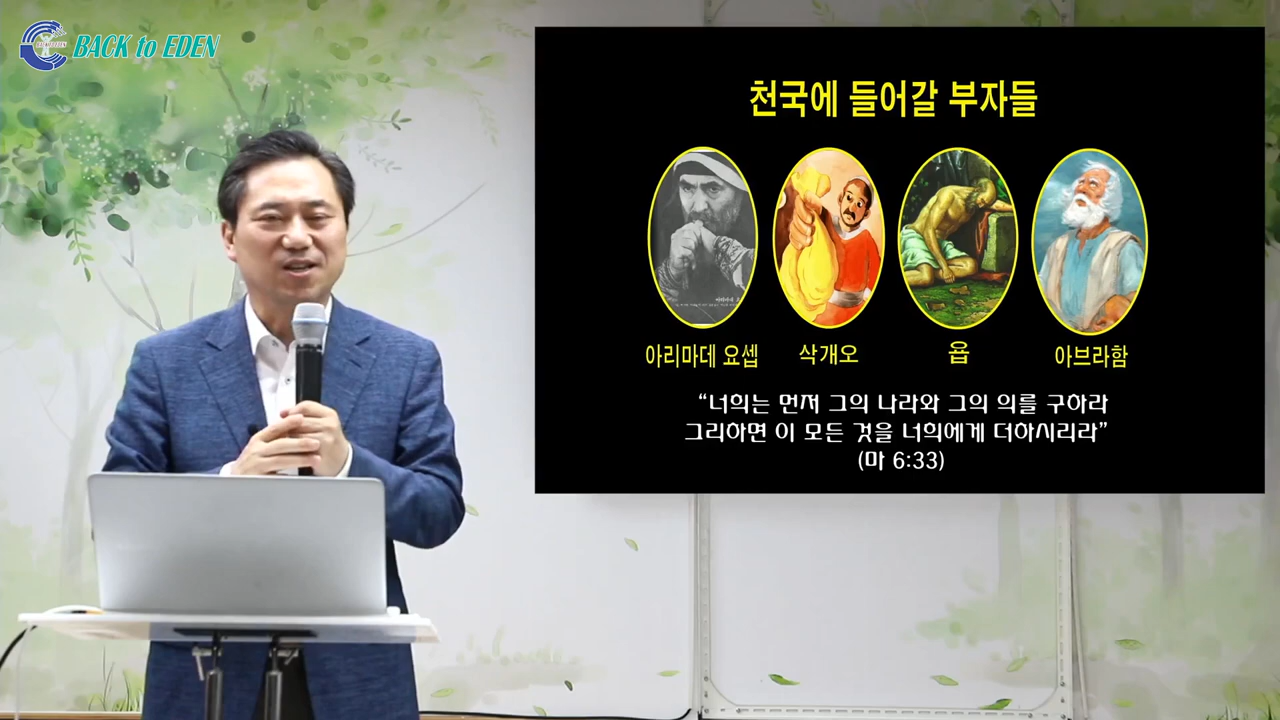 BACK to EDEN
천국에 들어갈 부자들
아리마데 요셉
삭개오
욥
아브라함
“너희는 먼저 그의 나라와 그의 의를 구하라
그리하면 이 모든 것을 너희에게 더하시리라”
(마 6:33)